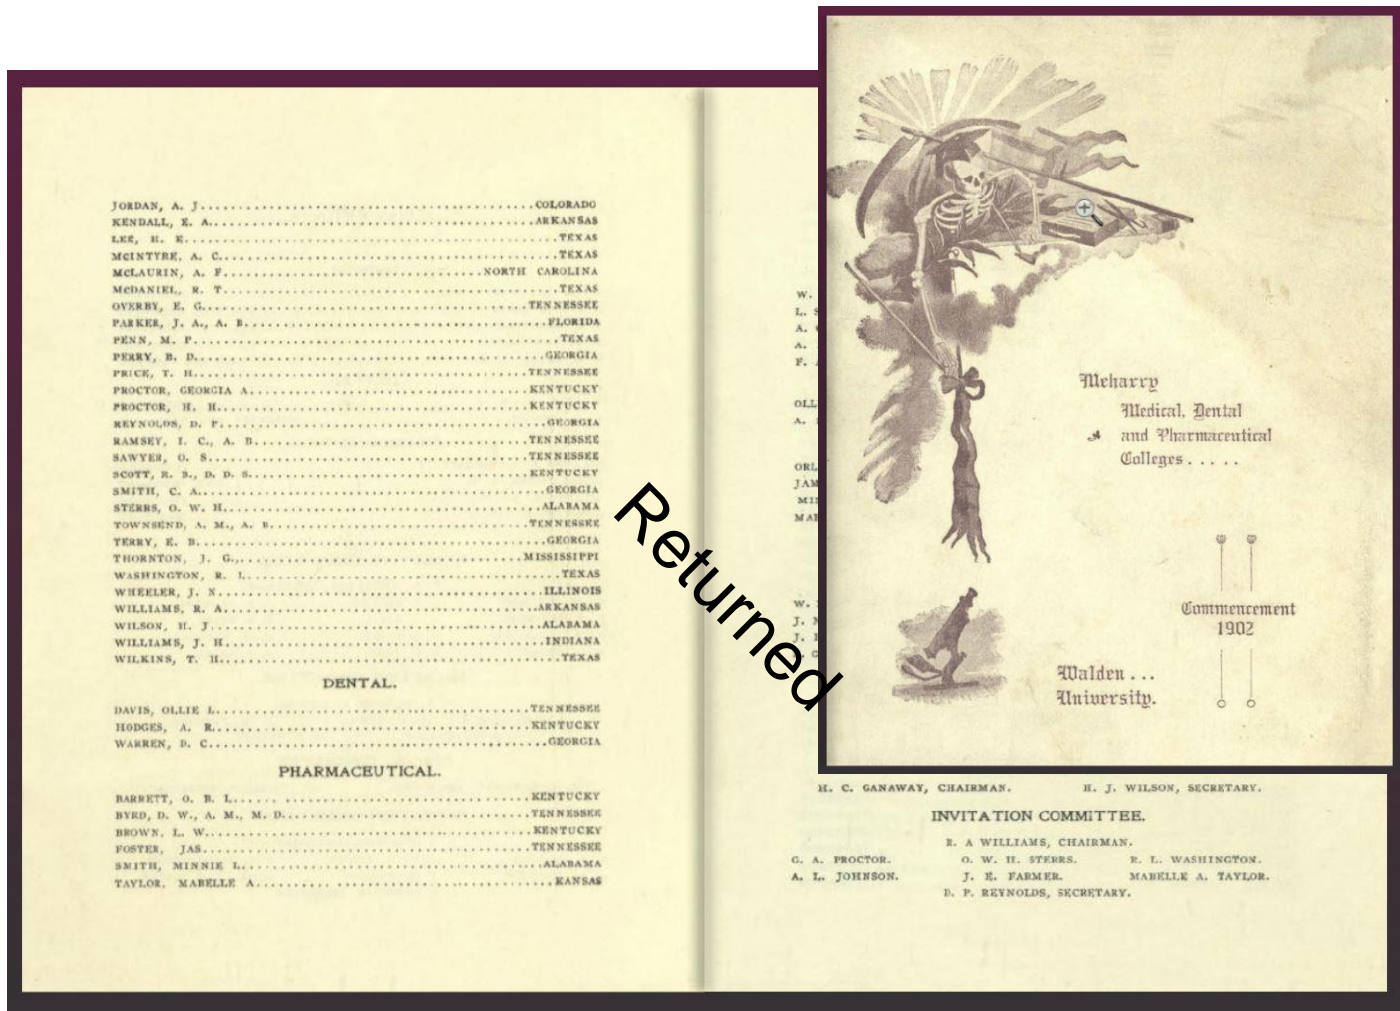 JORDAN, A. J. COLORADO
KENDALL, E. A. ARKANSAS
LEE, H. E. TEXAS
MCINTYRE, A. C. TEXAS
MCLAURIN, A. F. NORTH CAROLINA
MCDANIEL, R. T. TEXAS
OVERBY, E. G. TENNESSEE
PARKER, J. A., A. B. FLORIDA
PENN, M. P. TEXAS
PERRY, B. D. GEORGIA
PRICE, T. H. TENNESSEE
PROCTOR, GEORGIA A. KENTUCKY
PROCTOR, H. H. KENTUCKY
REYNOLDS, D. P. GEORGIA
RAMSEY, I. C., A. B. TENNESSEE
SAWYER, O. S. TENNESSEE
SCOTT, R. B., D. D. S. KENTUCKY
SMITH, C. A. GEORGIA
STERRS, O. W. H. ALABAMA
TOWNSEND, A. M., A. B. TENNESSEE
TERRY, E. B. GEORGIA
THORNTON, J. G., MISSISSIPPI
WASHINGTON, R. L. TEXAS
WHEELER, J. N. ILLINOIS
WILLIAMS, R. A. ARKANSAS
WILSON, H. J. ALABAMA
WILLIAMS, J. H. INDIANA
WILKINS, T. H. TEXAS
DENTAL.
DAVIS, OLLIE L. TENNESSEE
HODGES, A. R. KENTUCKY
WARREN, D. C. GEORGIA
PHARMACEUTICAL.
BARRETT, O. B. L. KENTUCKY
BYRD, D. W., A. M., M. D. TENNESSEE
BROWN, L. W. KENTUCKY
FOSTER, JAS. TENNESSEE
SMITH, MINNIE L. ALABAMA
TAYLOR, MABELLE A. KANSAS
Returned
Meharry
Medical, Dental
and Pharmaceutical
Colleges . . . . .
Commencement
1902
Walden ...
University.
H. C. GANAWAY, CHAIRMAN. H. J. WILSON, SECRETARY.
INVITATION COMMITTEE.
R. A WILLIAMS, CHAIRMAN.
G. A. PROCTOR. O. W. H. STERRS. R. L. WASHINGTON.
A. L. JOHNSON. J. E. FARMER. MABELLE A. TAYLOR.
D. P. REYNOLDS, SECRETARY.